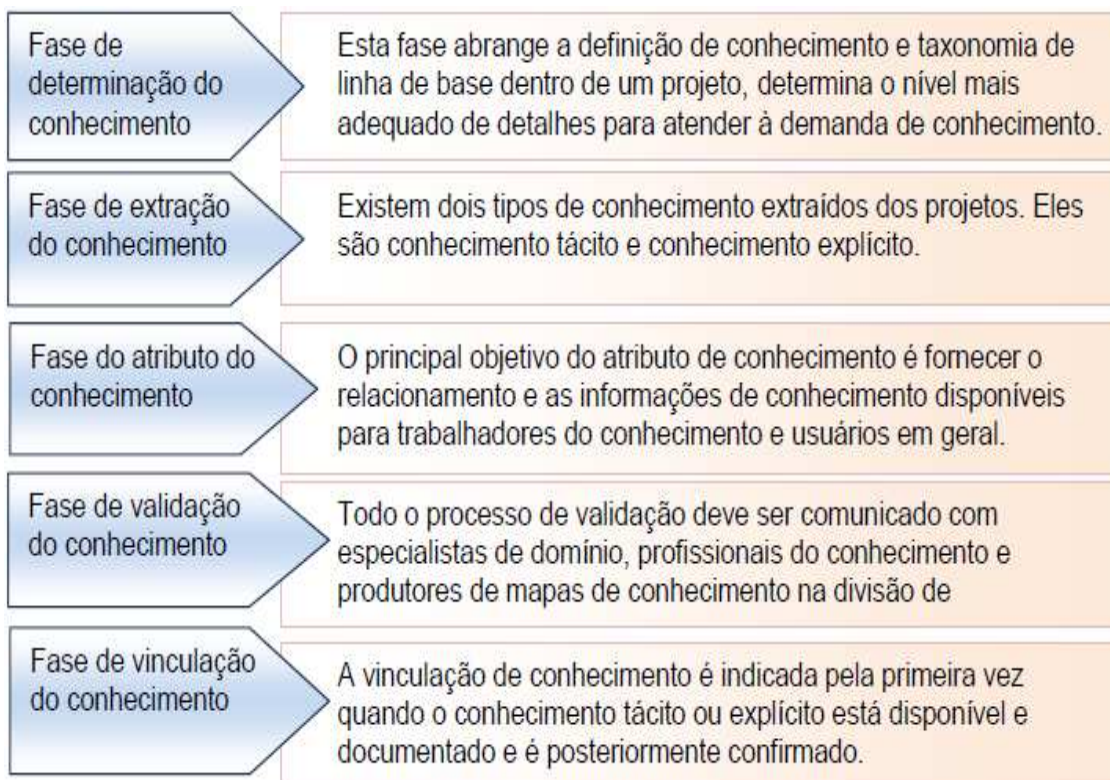 Fase de
determinação do
conhecimento
Esta fase abrange a definição de conhecimento e taxonomia de
linha de base dentro de um projeto, determina o nível mais
adequado de detalhes para atender à demanda de conhecimento.
Fase de extração
do conhecimento
Existem dois tipos de conhecimento extraídos dos projetos. Eles
são conhecimento tácito e conhecimento explícito.
Fase do atributo do
conhecimento
O principal objetivo do atributo de conhecimento é fornecer o
relacionamento e as informações de conhecimento disponíveis
para trabalhadores do conhecimento e usuários em geral.
Fase de validação
do conhecimento
Todo o processo de validação deve ser comunicado com
especialistas de domínio, profissionais do conhecimento e
produtores de mapas de conhecimento na divisão de
Fase de vinculação
do conhecimento
A vinculação de conhecimento é indicada pela primeira vez
quando o conhecimento tácito ou explícito está disponível e
documentado e é posteriormente confirmado.